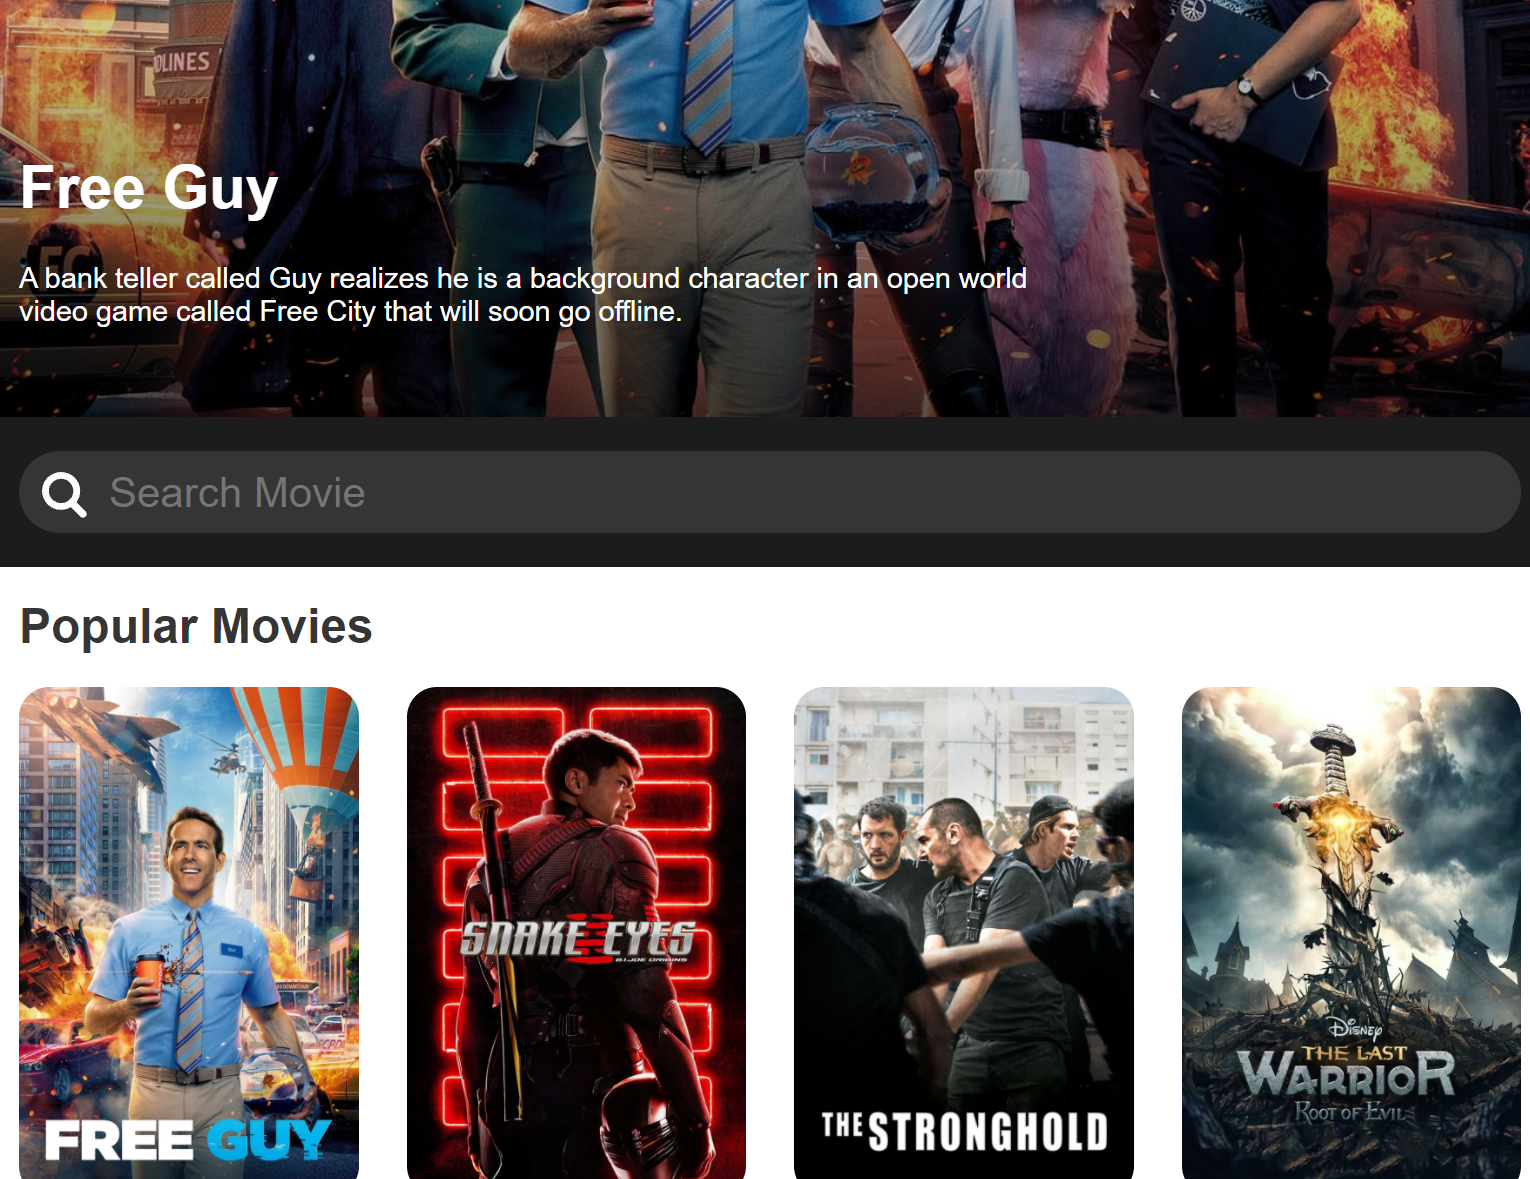 DLINES
Free Guy
A bank teller called Guy realizes he is a background character in an open world
video game called Free City that will soon go offline.
Search Movie
Popular Movies
FREE GUY
SNAKE EYES
G.I. JOE ORIGINS
THE STRONGHOLD
DISNEY
THE LAST
WARRIOR
ROOT OF EVIL